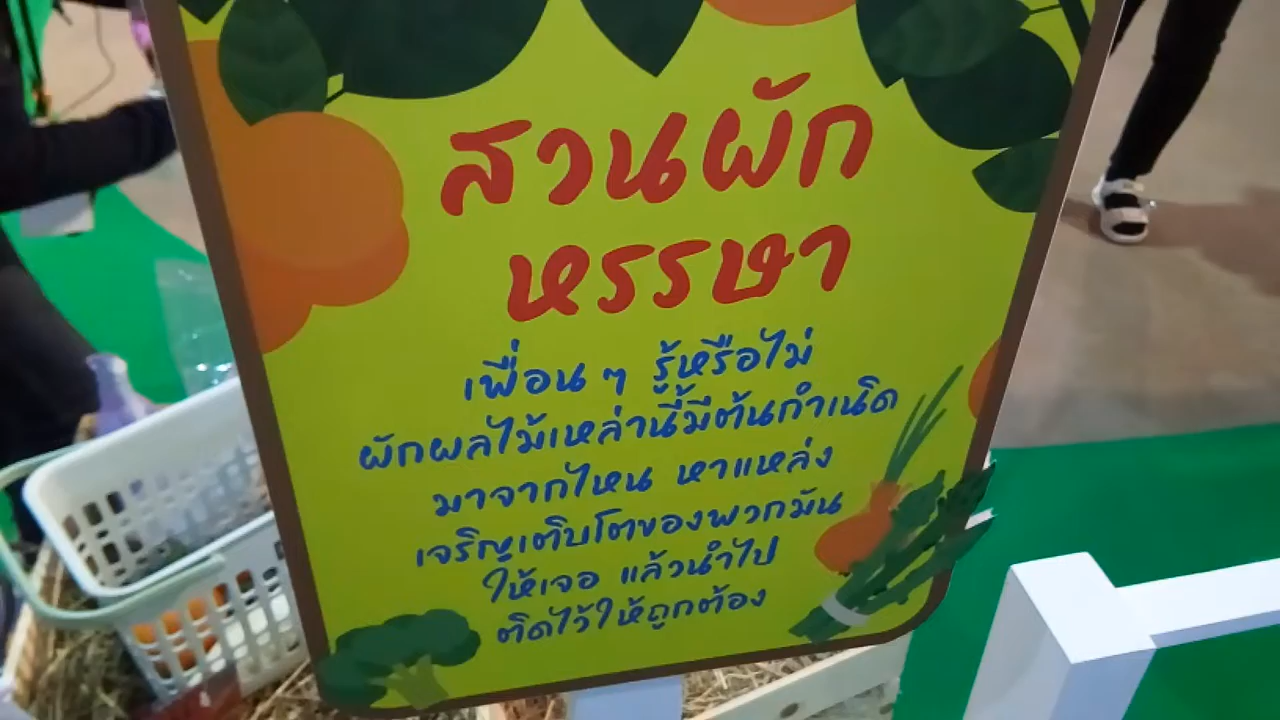 สวนผัก
หรรษา
เพื่อน ๆ รู้หรือไม่
ผักผลไม้เหล่านี้มีต้นกำเนิด
มาจากไหน หาแหล่ง
เจริญเติบโตของพวกมัน
ให้เจอ แล้วนำไป
ติดไว้ให้ถูกต้อง